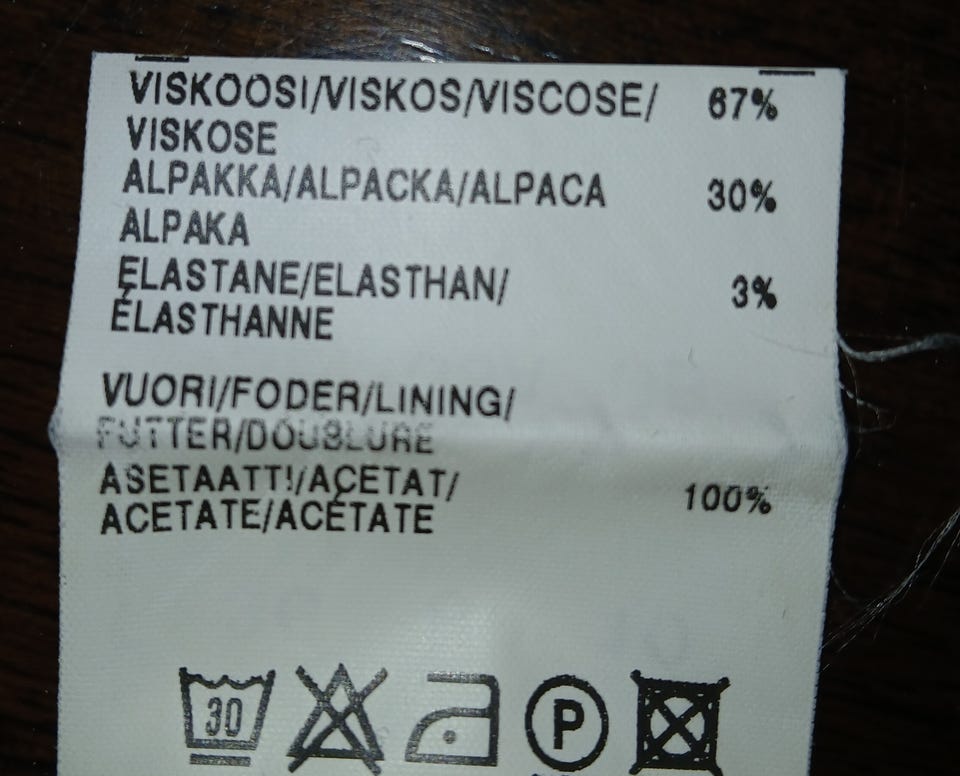 VISKOOSI/VISKOS/VISCOSE/ 67%
VISKOSE
ALPAKKA/ALPACKA/ALPACA 30%
ALPAKA
ELASTANE/ELASTHAN/ 3%
ÉLASTHANNE
VUORI/FODER/LINING/
FUTTER/DOUBLURE
ASETAATTI/ACETAT/
ACETATE/ACÉTATE 100%
30
P